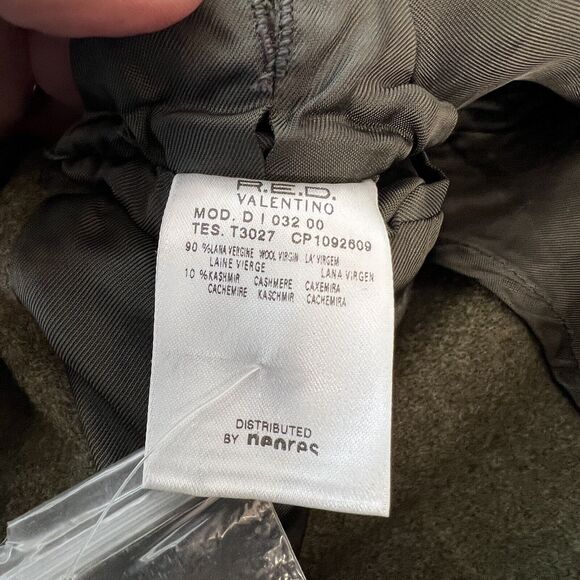 R.E.D.
VALENTINO
MOD. D I 032 00
TES. T3027 CP1092609
90 %LANA VERGINE WOOL VIRGIN LA' VIRGEM
LAINE VIERGE LANA VIRGEN
10 %KASHMIR CASHMERE CAXEMIRA
CACHEMIRE KASCHMIR CACHEMIRE
DISTRIBUTED
BY neores